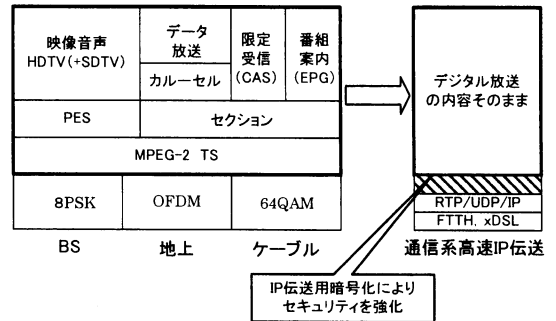 映像音声
HDTV(+SDTV)
データ
放送
カルーセル
限定
受信
(CAS)
番組
案内
(EPG)
PES
セクション
MPEG-2 TS
8PSK
OFDM
64QAM
BS
地上
ケーブル
デジタル放送
の内容そのまま
RTP/UDP/IP
FTTH, xDSL
通信系高速IP伝送
IP伝送用暗号化により
セキュリティを強化